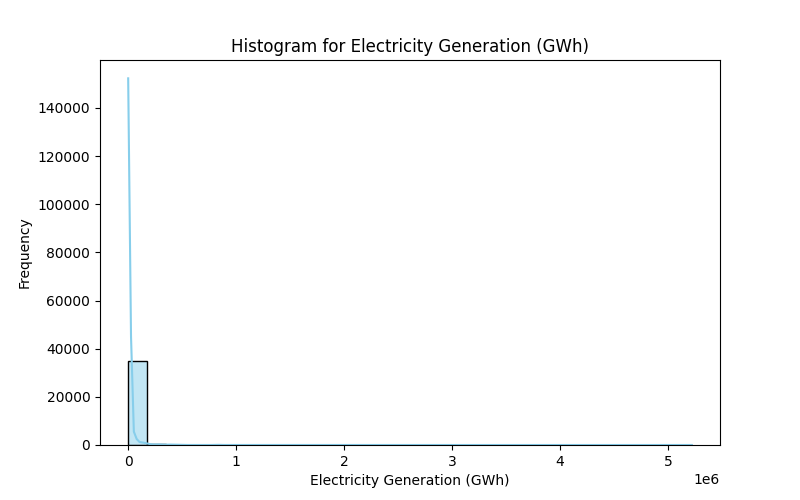 Histogram for Electricity Generation (GWh)
140000
120000
100000
80000
60000
40000
20000
0
Frequency
0 1 2 3 4 5
1e6
Electricity Generation (GWh)